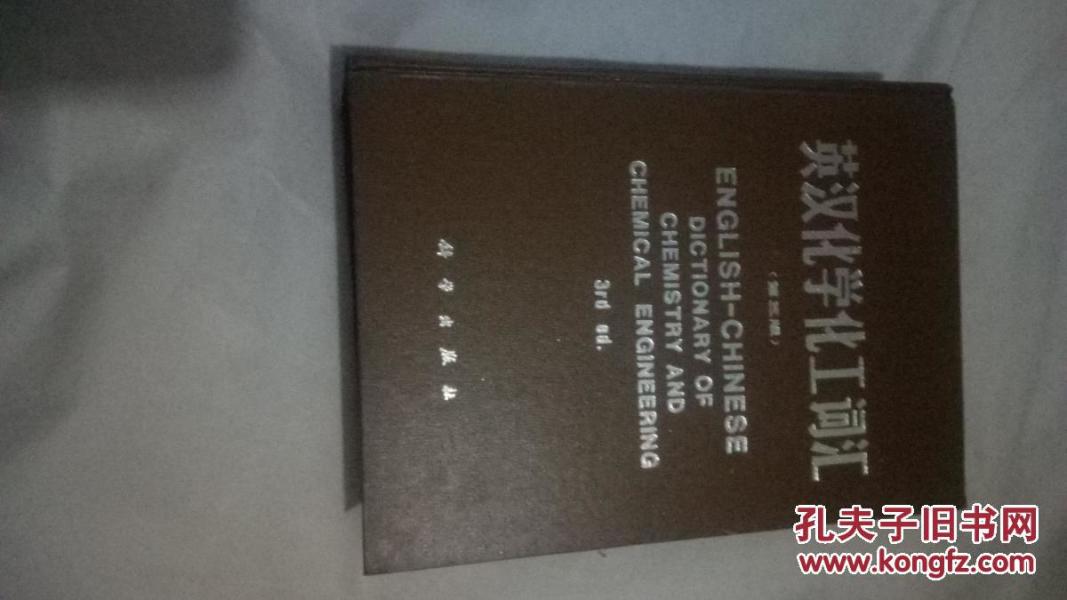 英汉化学化工词汇
(第三版)
ENGLISH-CHINESE
DICTIONARY OF
CHEMISTRY AND
CHEMICAL ENGINEERING
3rd ed.
科学出版社
孔夫子旧书网
www.kongfz.com